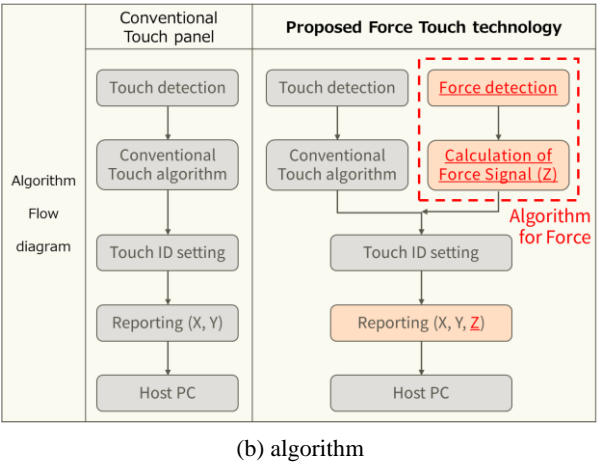 Conventional
Touch panel
Proposed Force Touch technology
Algorithm
Flow
diagram
Touch detection
Conventional
Touch algorithm
Touch ID setting
Reporting (X, Y)
Host PC
Touch detection
Force detection
Conventional
Touch algorithm
Calculation of
Force Signal (Z)
Algorithm
for Force
Touch ID setting
Reporting (X, Y, Z)
Host PC
(b) algorithm